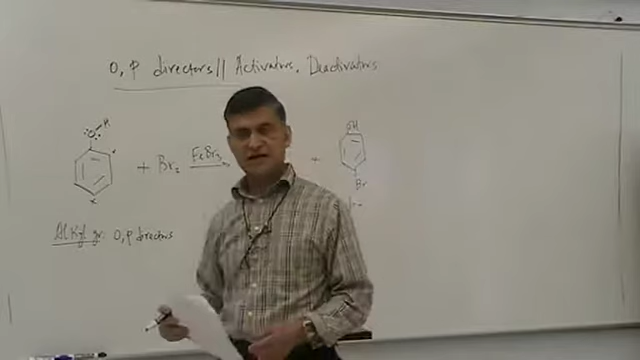 O, P directors// Activators, Deactivators
O H
+ Br₂ FeBr₃ + OH
Br
Alkyl gr: O, P directors